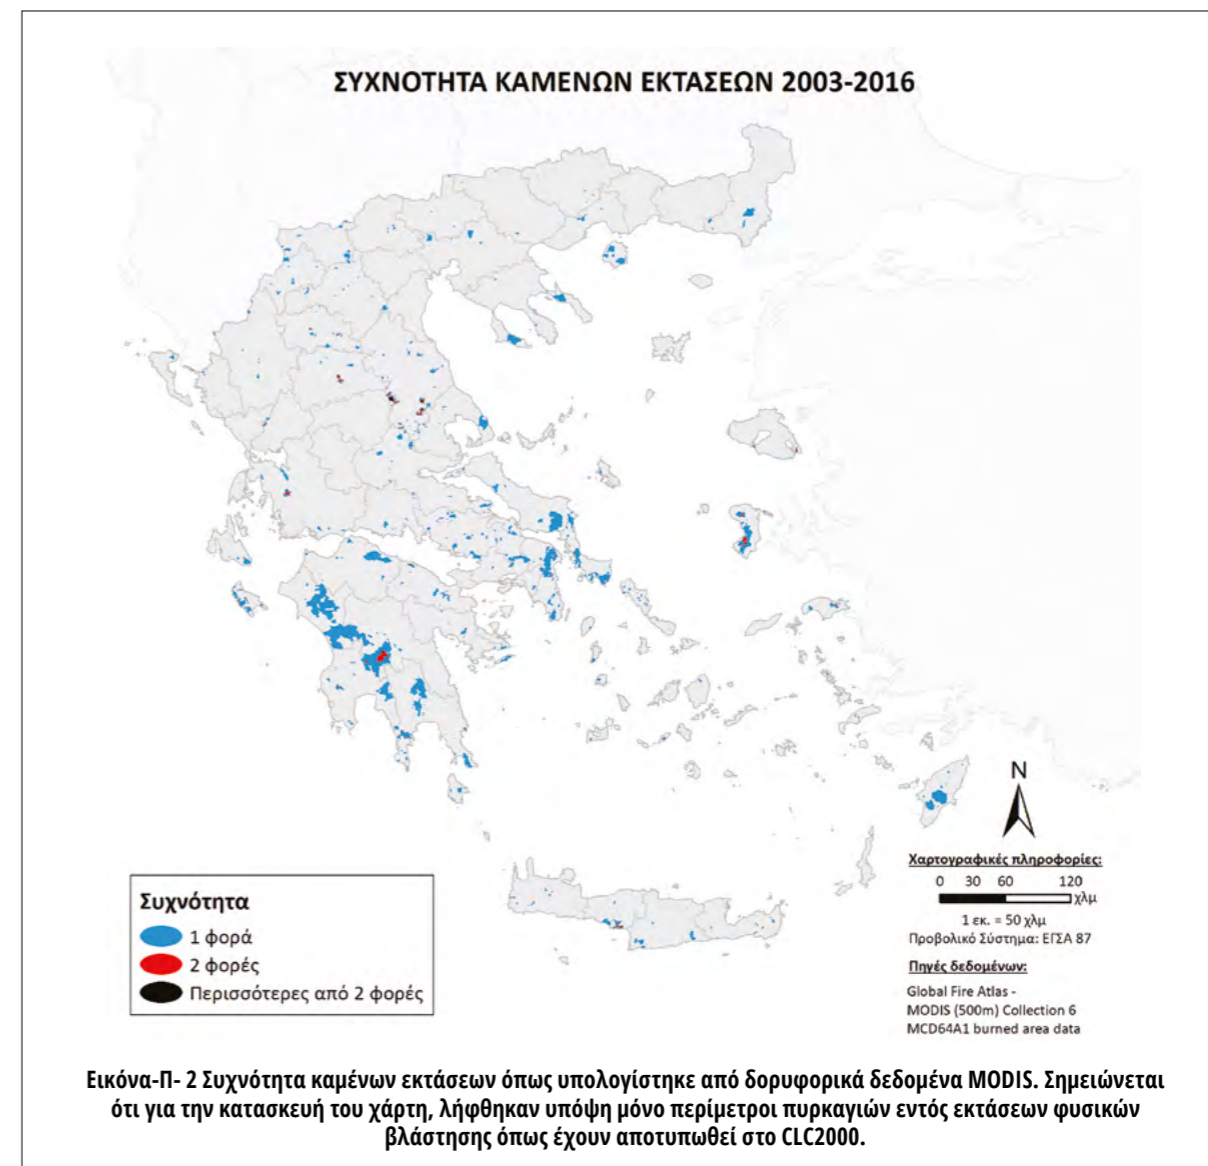 ΣΥΧΝΟΤΗΤΑ ΚΑΜΕΝΩΝ ΕΚΤΑΣΕΩΝ 2003-2016
N
Χαρτογραφικές πληροφορίες:
0 30 60 120
χλμ
1 εκ. = 50 χλμ
Προβολικό Σύστημα: ΕΓΣΑ 87
Πηγές δεδομένων:
Global Fire Atlas -
MODIS (500m) Collection 6
MCD64A1 burned area data
Συχνότητα
1 φορά
2 φορές
Περισσότερες από 2 φορές
Εικόνα-Π- 2 Συχνότητα καμένων εκτάσεων όπως υπολογίστηκε από δορυφορικά δεδομένα MODIS. Σημειώνεται
ότι για την κατασκευή του χάρτη, λήφθηκαν υπόψη μόνο περίμετροι πυρκαγιών εντός εκτάσεων φυσικών
βλάστησης όπως έχουν αποτυπωθεί στο CLC2000.